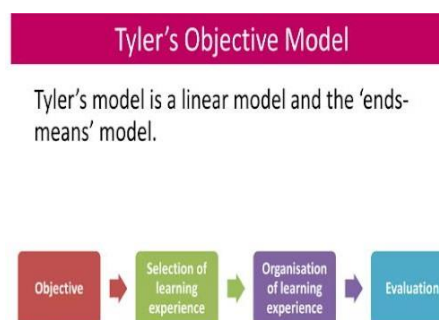 Tyler's Objective Model
Tyler's model is a linear model and the 'ends-
means' model.
Objective
Selection of
learning
experience
Organisation
of learning
experience
Evaluation